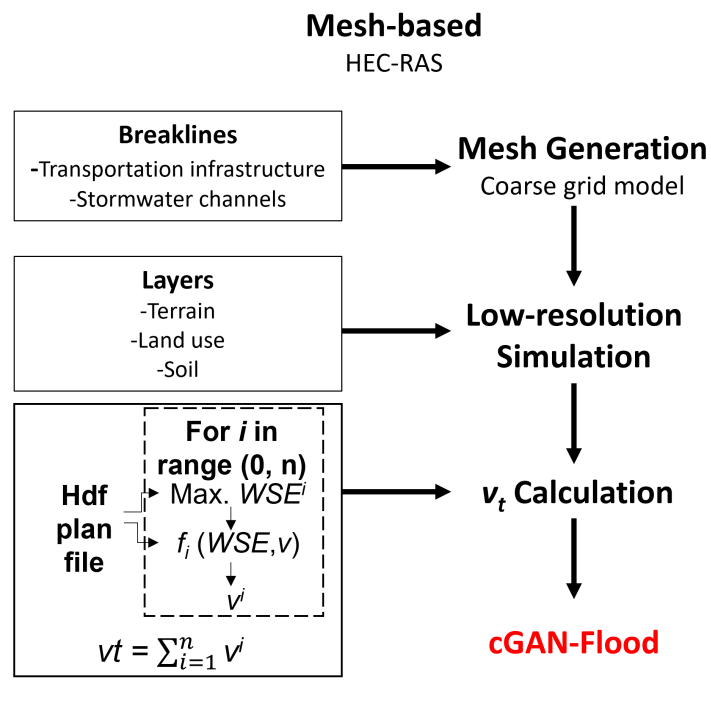 Mesh-based
HEC-RAS
Breaklines
-Transportation infrastructure
-Stormwater channels
Mesh Generation
Coarse grid model
Layers
-Terrain
-Land use
-Soil
Low-resolution
Simulation
For i in
range (0, n)
Hdf
plan
file
Max. WSEⁱ
fᵢ (WSE,v)
vⁱ
vt = ∑ⁿᵢ₌₁ vⁱ
vₜ Calculation
cGAN-Flood